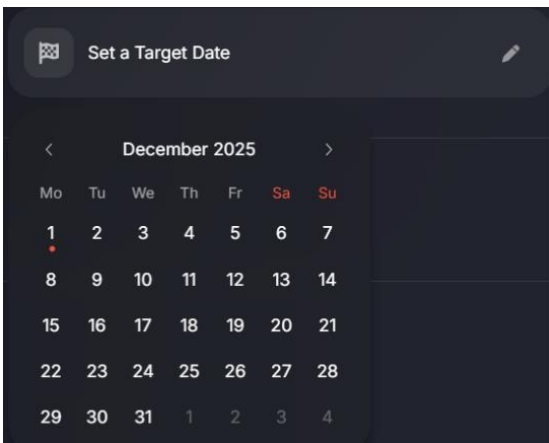 Set a Target Date
December 2025
Mo Tu We Th Fr Sa Su
1 2 3 4 5 6 7
8 9 10 11 12 13 14
15 16 17 18 19 20 21
22 23 24 25 26 27 28
29 30 31 1 2 3 4